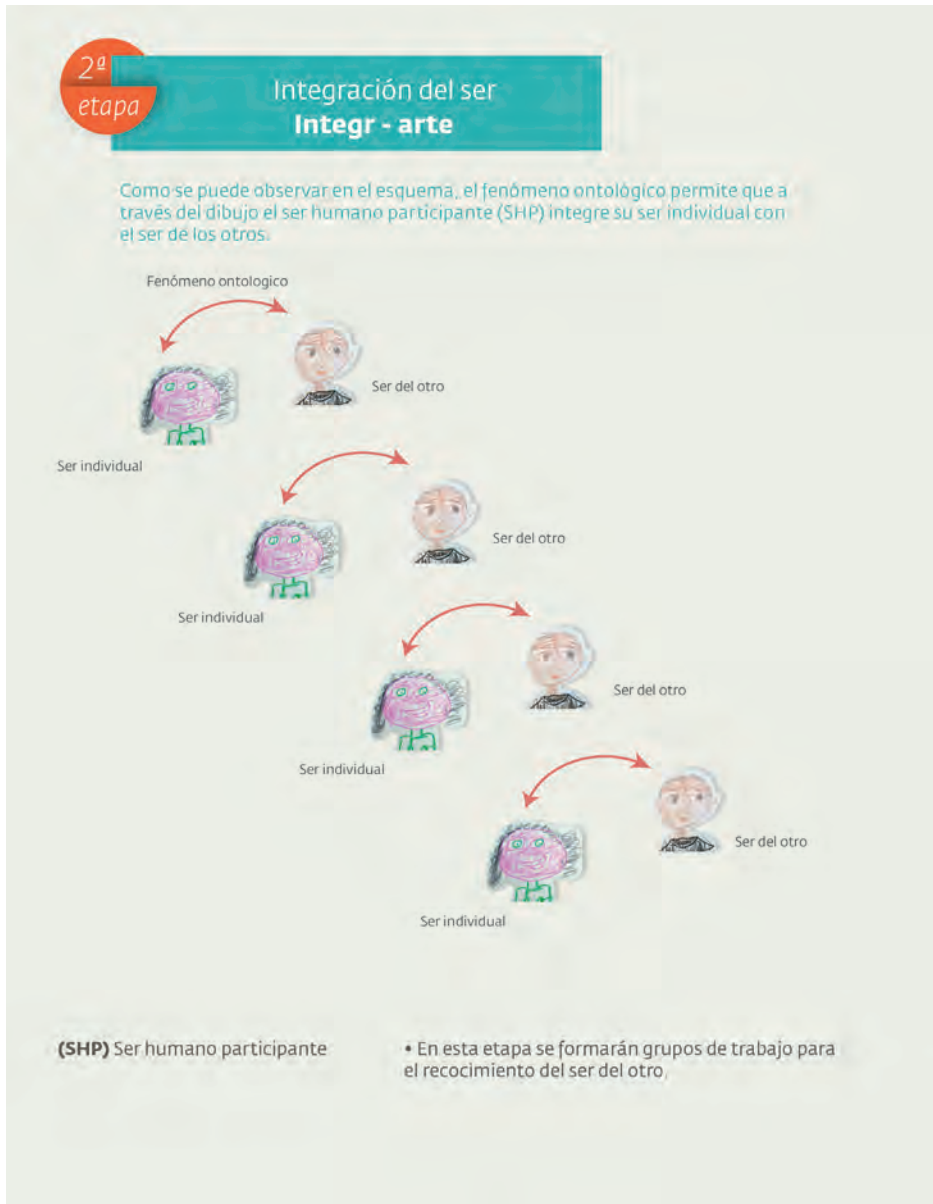 2ª
etapa
Integración del ser
Integr - arte
Como se puede observar en el esquema, el fenómeno ontológico permite que a
través del dibujo el ser humano participante (SHP) integre su ser individual con
el ser de los otros.
Fenómeno ontologico
Ser del otro
Ser individual
Ser del otro
Ser individual
Ser del otro
Ser individual
Ser del otro
Ser individual
(SHP) Ser humano participante
• En esta etapa se formarán grupos de trabajo para
el recocimiento del ser del otro.